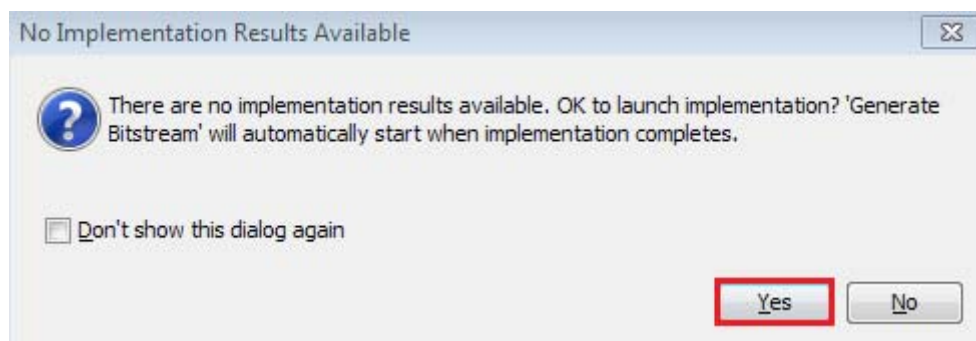 No Implementation Results Available
There are no implementation results available. OK to launch implementation? 'Generate
Bitstream' will automatically start when implementation completes.
Don't show this dialog again
Yes No